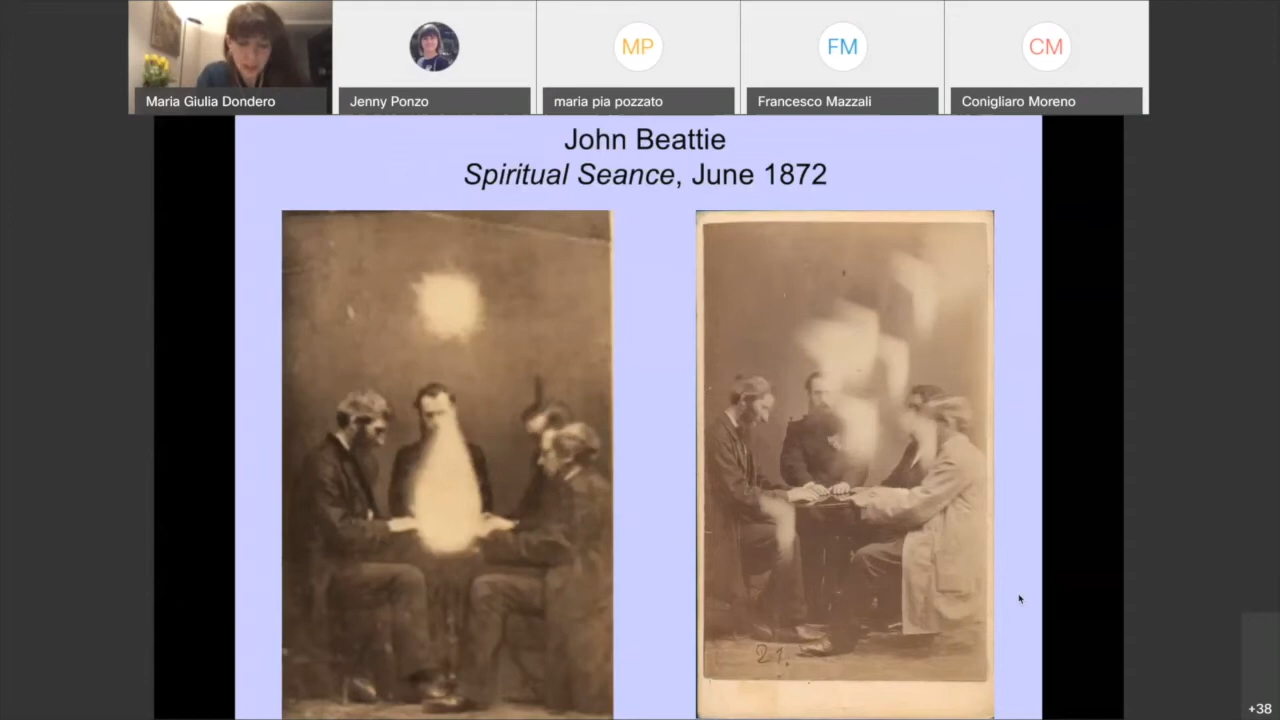 MP
FM
CM
Maria Giulia Dondero
Jenny Ponzo
maria pia pozzato
Francesco Mazzali
Conigliaro Moreno
John Beattie
Spiritual Seance, June 1872
21.
+38